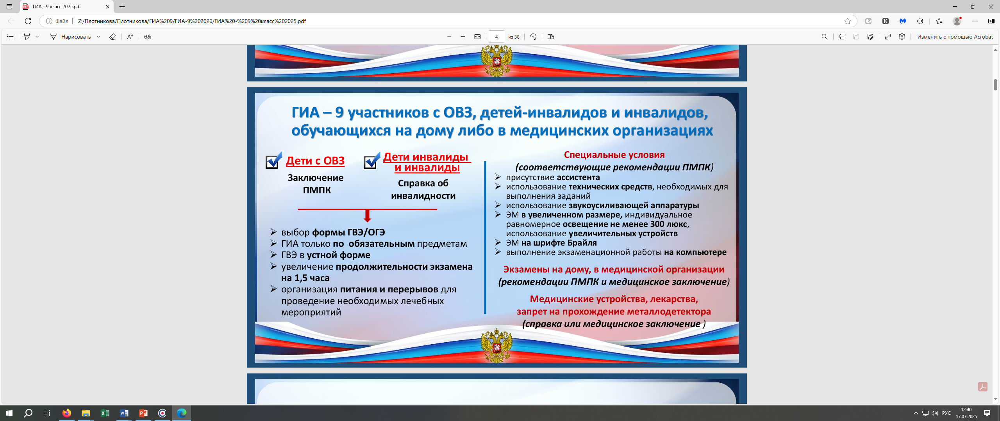 ГИА - 9 класс 2025.pdf
Файл
Z:/Плотникова/Плотникова/ГИА%209/ГИА-9%202026/ГИА%20-%209%20класс%202025.pdf
Нарисовать
4 из 38
Изменить с помощью Acrobat
ГИА – 9 участников с ОВЗ, детей-инвалидов и инвалидов,
обучающихся на дому либо в медицинских организациях
Дети с ОВЗ
Заключение
ПМПК
Дети инвалиды
и инвалиды
Справка об
инвалидности
выбор формы ГВЭ/ОГЭ
ГИА только по  обязательным предметам
ГВЭ в устной форме
увеличение продолжительности экзамена
на 1,5 часа
организация питания и перерывов для
проведение необходимых лечебных
мероприятий
Специальные условия
(соответствующие рекомендации ПМПК)
присутствие ассистента
использование технических средств, необходимых для
выполнения заданий
использование звукоусиливающей аппаратуры
ЭМ в увеличенном размере, индивидуальное
равномерное освещение не менее 300 люкс,
использование увеличительных устройств
ЭМ на шрифте Брайля
выполнение экзаменационной работы на компьютере
Экзамены на дому, в медицинской организации
(рекомендации ПМПК и медицинское заключение)
Медицинские устройства, лекарства,
запрет на прохождение металлодетектора
(справка или медицинское заключение )
РУС
12:40
17.07.2025